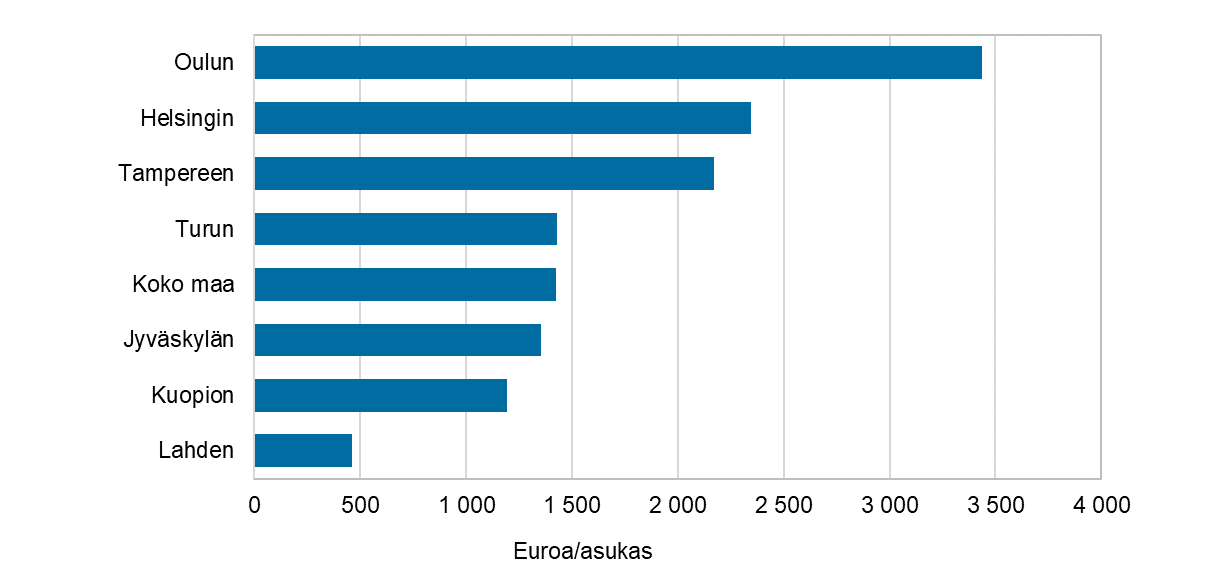 Oulun
Helsingin
Tampereen
Turun
Koko maa
Jyväskylän
Kuopion
Lahden
0 500 1 000 1 500 2 000 2 500 3 000 3 500 4 000
Euroa/asukas